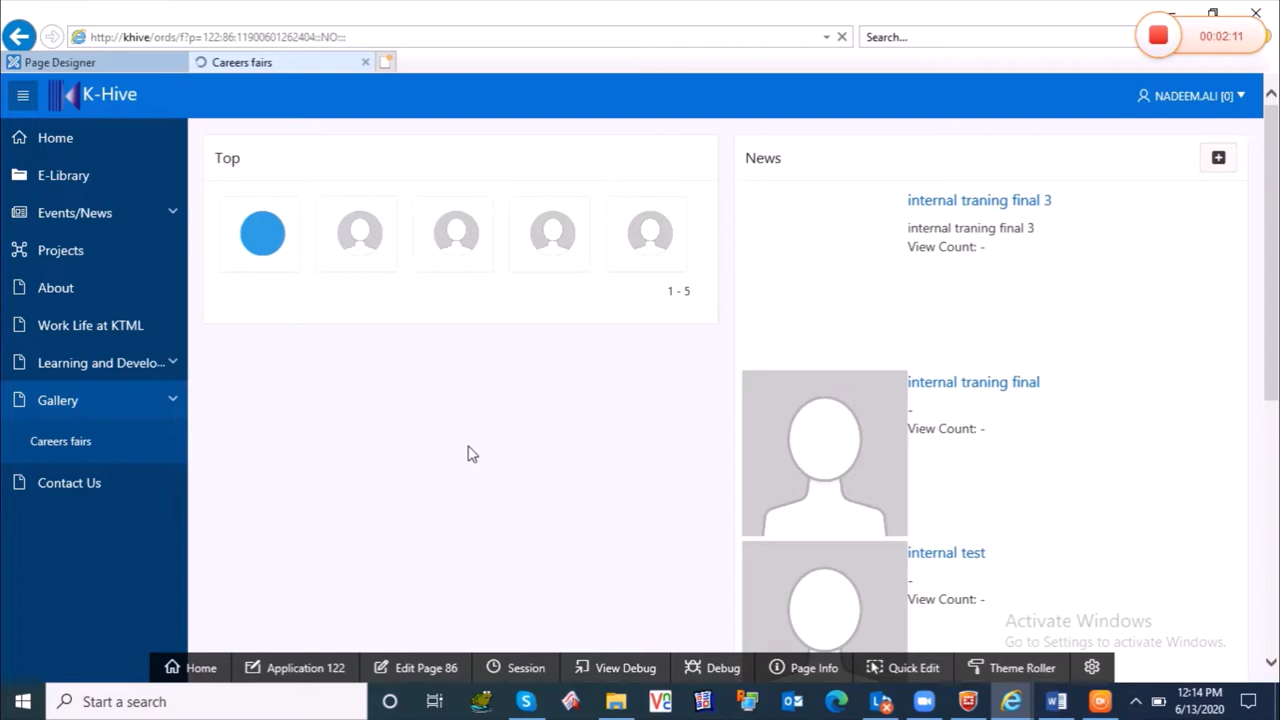 http://khive/ords/f?p=122:86:11900601262404::NO:::
Search...
00:02:11
Page Designer
Careers fairs
K-Hive
NADEEM.ALI [0]
Home
E-Library
Events/News
Projects
About
Work Life at KTML
Learning and Develo...
Gallery
Careers fairs
Contact Us
Top
1 - 5
News
internal traning final 3
internal traning final 3
View Count: -
internal traning final
-
View Count: -
internal test
-
View Count: -
Activate Windows
Go to Settings to activate Windows.
Home
Application 122
Edit Page 86
Session
View Debug
Debug
Page Info
Quick Edit
Theme Roller
Start a search
12:14 PM
6/13/2020